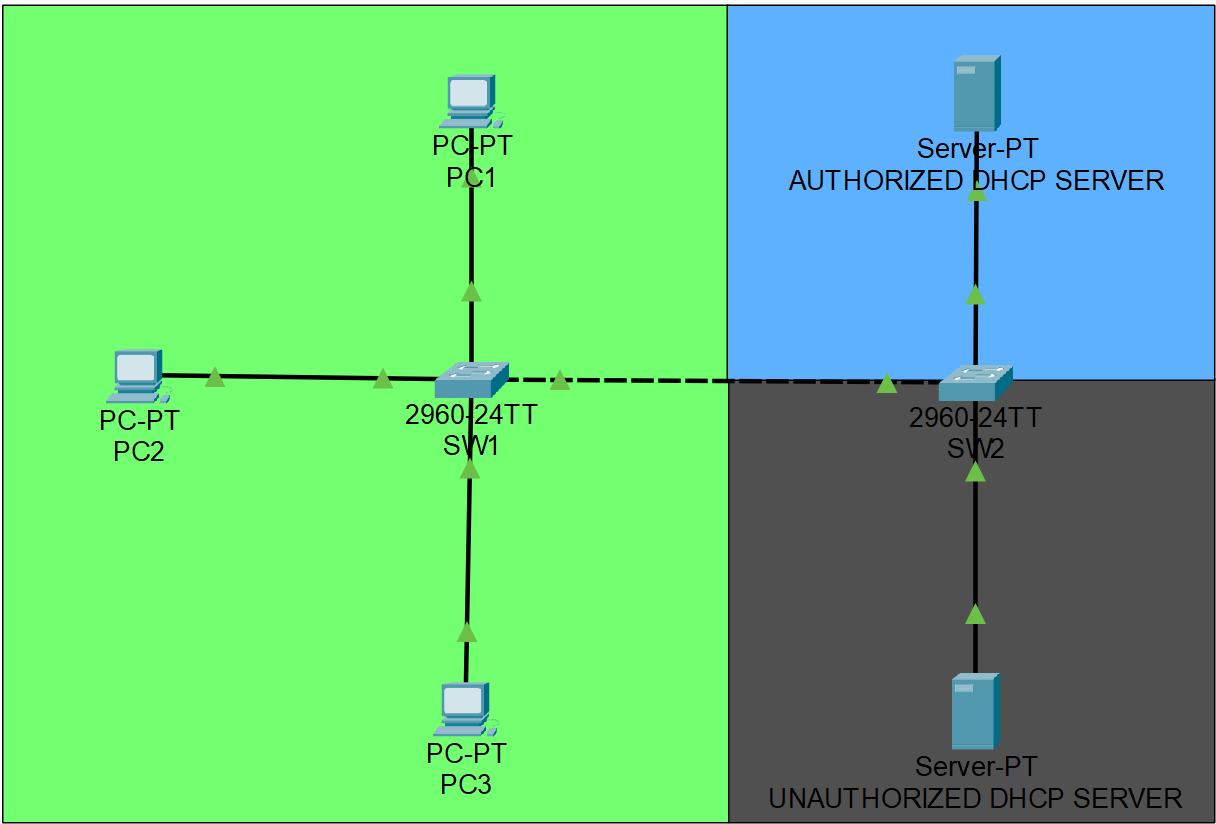 PC-PT
PC1
Server-PT
AUTHORIZED DHCP SERVER
PC-PT
PC2
2960-24TT
SW1
2960-24TT
SW2
PC-PT
PC3
Server-PT
UNAUTHORIZED DHCP SERVER